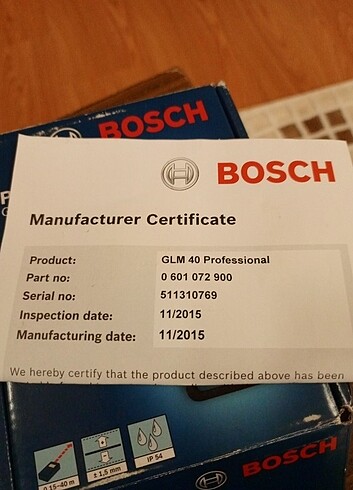 BOSCH
BOSCH
Manufacturer Certificate
Product: GLM 40 Professional
Part no: 0 601 072 900
Serial no: 511310769
Inspection date: 11/2015
Manufacturing date: 11/2015
We hereby certify that the product described above has been
0,15–40 m
± 1,5 mm
IP 54
BOSCH